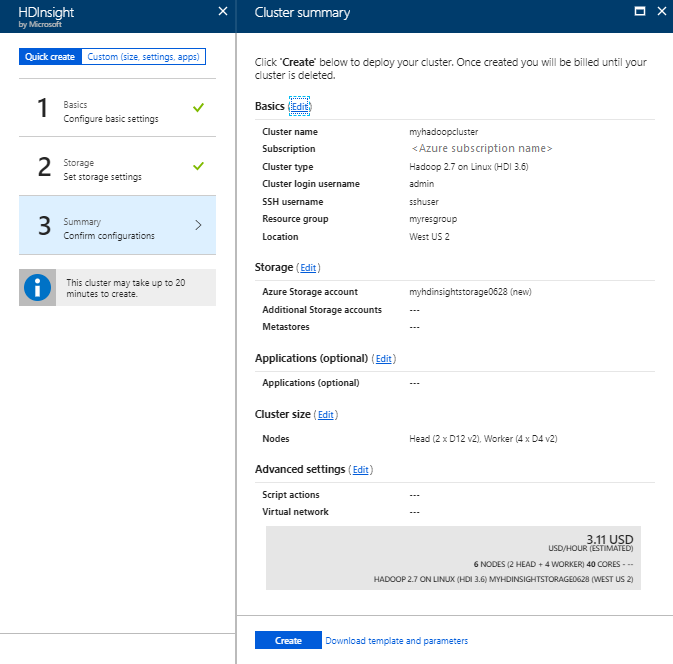 HDInsight
by Microsoft
Quick create
Custom (size, settings, apps)
1
Basics
Configure basic settings
2
Storage
Set storage settings
3
Summary
Confirm configurations
This cluster may take up to 20
minutes to create.
Cluster summary
Click 'Create' below to deploy your cluster. Once created you will be billed until your
cluster is deleted.
Basics (Edit)
Cluster name myhadoopcluster
Subscription <Azure subscription name>
Cluster type Hadoop 2.7 on Linux (HDI 3.6)
Cluster login username admin
SSH username sshuser
Resource group myresgroup
Location West US 2
Storage (Edit)
Azure Storage account myhdinsightstorage0628 (new)
Additional Storage accounts ---
Metastores ---
Applications (optional) (Edit)
Applications (optional) ---
Cluster size (Edit)
Nodes Head (2 x D12 v2), Worker (4 x D4 v2)
Advanced settings (Edit)
Script actions ---
Virtual network ---
3.11 USD
USD/HOUR (ESTIMATED)
6 NODES (2 HEAD + 4 WORKER) 40 CORES - --
HADOOP 2.7 ON LINUX (HDI 3.6) MYHDINSIGHTSTORAGE0628 (WEST US 2)
Create
Download template and parameters